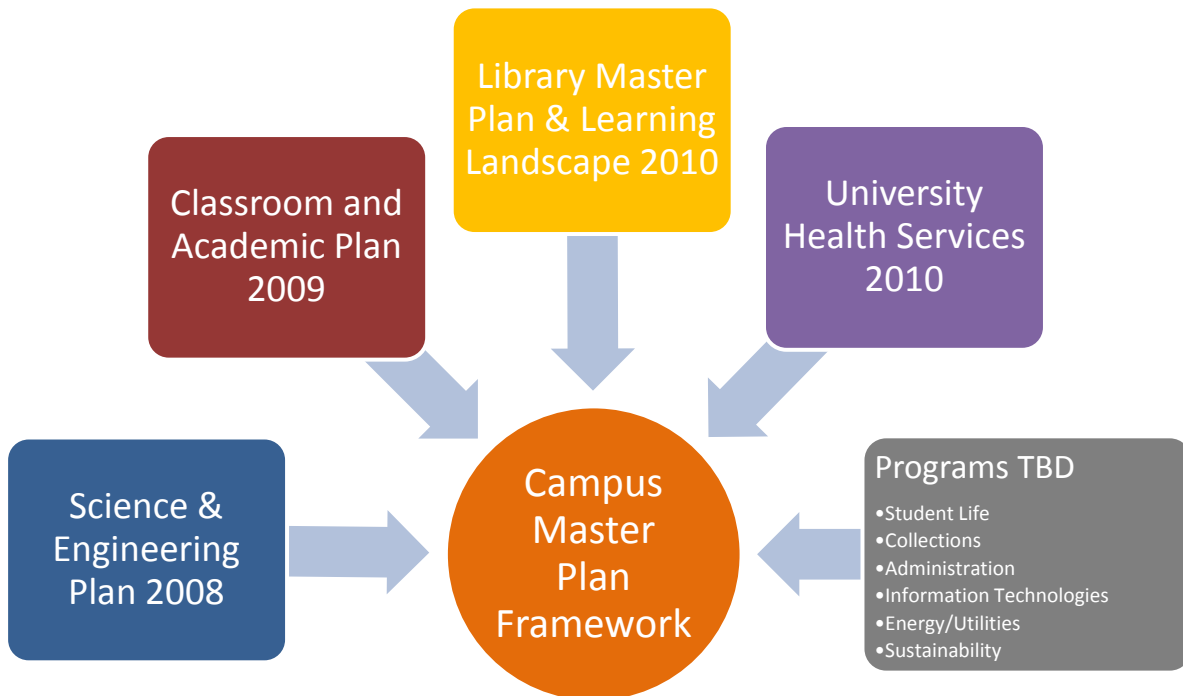 Library Master
Plan & Learning
Landscape 2010
Classroom and
Academic Plan
2009
University
Health Services
2010
Science &
Engineering
Plan 2008
Campus
Master
Plan
Framework
Programs TBD
•Student Life
•Collections
•Administration
•Information Technologies
•Energy/Utilities
•Sustainability